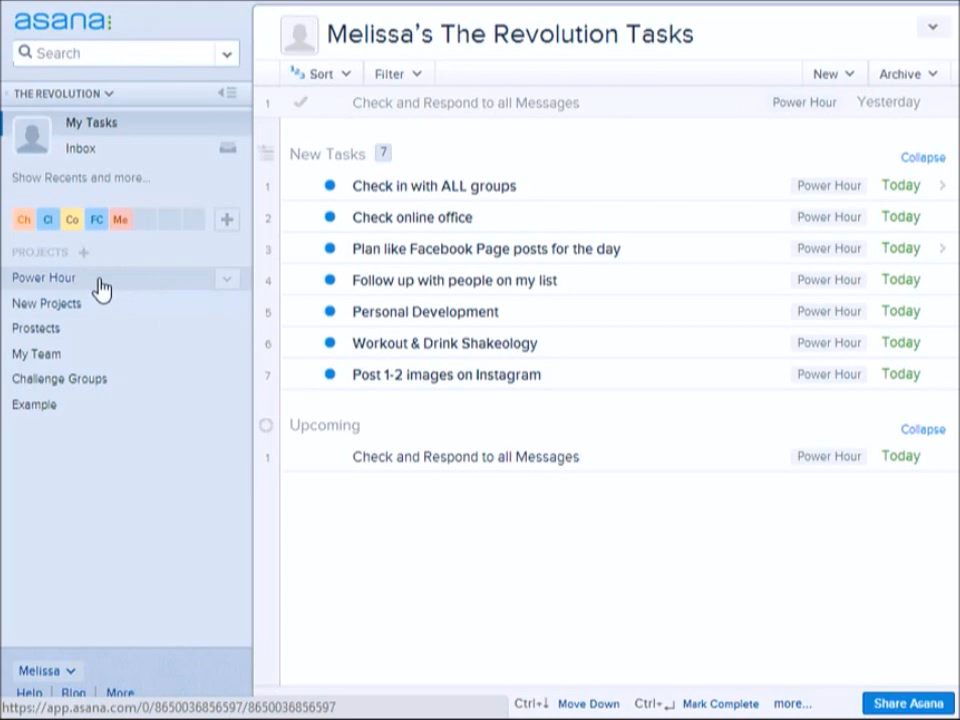 asana:
Search
THE REVOLUTION
My Tasks
Inbox
Show Recents and more...
Ch Cl Co FC Me +
PROJECTS +
Power Hour
New Projects
Prostects
My Team
Challenge Groups
Example
Melissa
Help | Blog | More
https://app.asana.com/0/8650036856597/8650036856597
Melissa's The Revolution Tasks
Sort Filter New Archive
1 Check and Respond to all Messages Power Hour Yesterday
New Tasks 7 Collapse
1 Check in with ALL groups Power Hour Today
2 Check online office Power Hour Today
3 Plan like Facebook Page posts for the day Power Hour Today
4 Follow up with people on my list Power Hour Today
5 Personal Development Power Hour Today
6 Workout & Drink Shakeology Power Hour Today
7 Post 1-2 images on Instagram Power Hour Today
Upcoming Collapse
1 Check and Respond to all Messages Power Hour Today
Ctrl+↓ Move Down Ctrl+↵ Mark Complete more... Share Asana